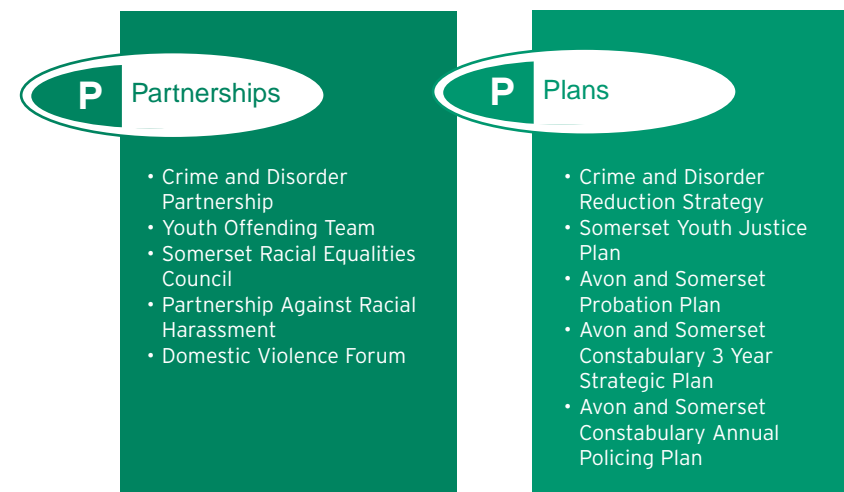 P Partnerships
• Crime and Disorder
Partnership
• Youth Offending Team
• Somerset Racial Equalities
Council
• Partnership Against Racial
Harassment
• Domestic Violence Forum
P Plans
• Crime and Disorder
Reduction Strategy
• Somerset Youth Justice
Plan
• Avon and Somerset
Probation Plan
• Avon and Somerset
Constabulary 3 Year
Strategic Plan
• Avon and Somerset
Constabulary Annual
Policing Plan